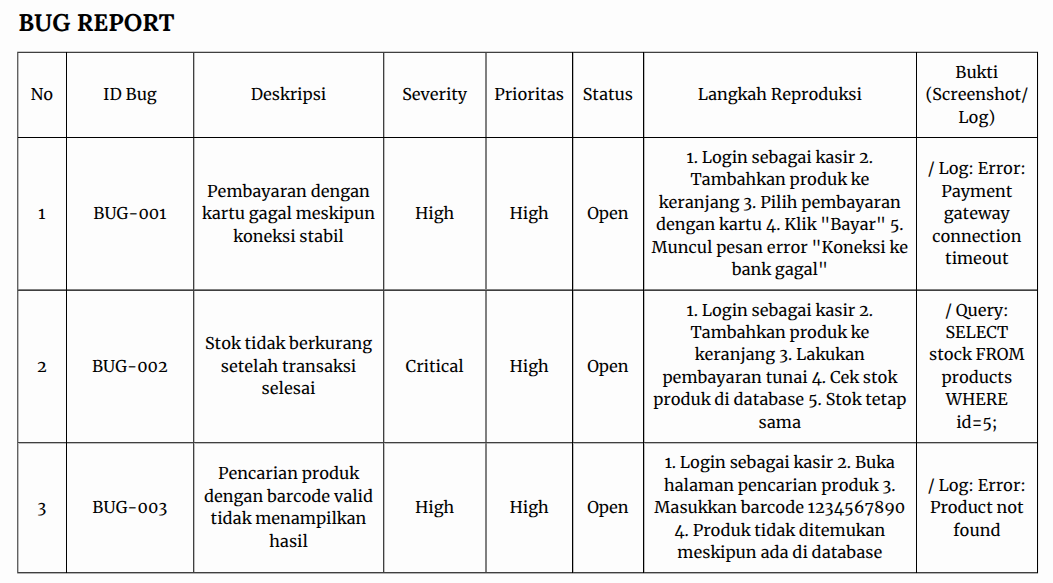 BUG REPORT
No
ID Bug
Deskripsi
Severity
Prioritas
Status
Langkah Reproduksi
Bukti
(Screenshot/
Log)
1
BUG-001
Pembayaran dengan
kartu gagal meskipun
koneksi stabil
High
High
Open
1. Login sebagai kasir 2.
Tambahkan produk ke
keranjang 3. Pilih pembayaran
dengan kartu 4. Klik "Bayar" 5.
Muncul pesan error "Koneksi ke
bank gagal"
/ Log: Error:
Payment
gateway
connection
timeout
2
BUG-002
Stok tidak berkurang
setelah transaksi
selesai
Critical
High
Open
1. Login sebagai kasir 2.
Tambahkan produk ke
keranjang 3. Lakukan
pembayaran tunai 4. Cek stok
produk di database 5. Stok tetap
sama
/ Query:
SELECT
stock FROM
products
WHERE
id=5;
3
BUG-003
Pencarian produk
dengan barcode valid
tidak menampilkan
hasil
High
High
Open
1. Login sebagai kasir 2. Buka
halaman pencarian produk 3.
Masukkan barcode 1234567890
4. Produk tidak ditemukan
meskipun ada di database
/ Log: Error:
Product not
found